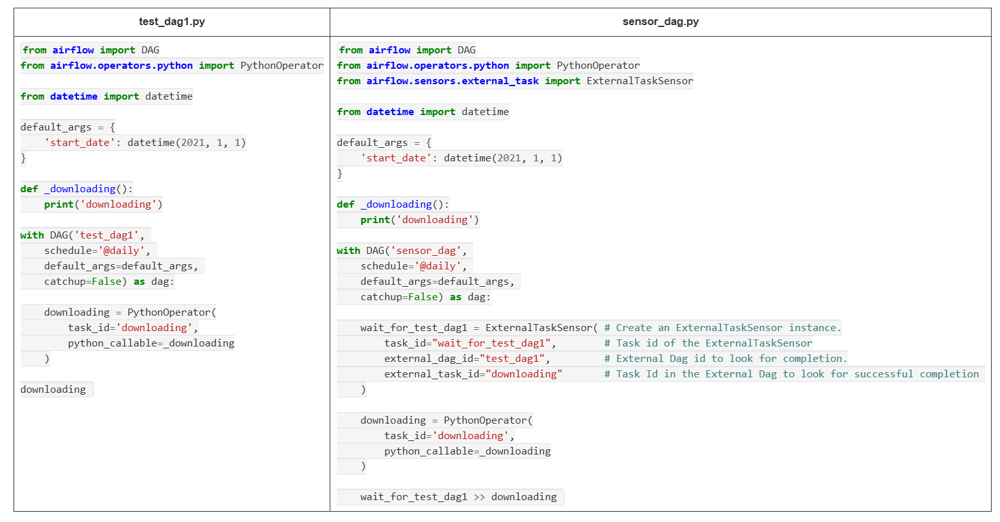 test_dag1.py
from airflow import DAG
from airflow.operators.python import PythonOperator

from datetime import datetime

default_args = {
    'start_date': datetime(2021, 1, 1)
}

def _downloading():
    print('downloading')

with DAG('test_dag1',
    schedule='@daily',
    default_args=default_args,
    catchup=False) as dag:

    downloading = PythonOperator(
        task_id='downloading',
        python_callable=_downloading
    )

downloading
sensor_dag.py
from airflow import DAG
from airflow.operators.python import PythonOperator
from airflow.sensors.external_task import ExternalTaskSensor

from datetime import datetime

default_args = {
    'start_date': datetime(2021, 1, 1)
}

def _downloading():
    print('downloading')

with DAG('sensor_dag',
    schedule='@daily',
    default_args=default_args,
    catchup=False) as dag:

    wait_for_test_dag1 = ExternalTaskSensor( # Create an ExternalTaskSensor instance.
        task_id="wait_for_test_dag1",        # Task id of the ExternalTaskSensor
        external_dag_id="test_dag1",         # External Dag id to look for completion.
        external_task_id="downloading"       # Task Id in the External Dag to look for successful completion
    )

    downloading = PythonOperator(
        task_id='downloading',
        python_callable=_downloading
    )

    wait_for_test_dag1 >> downloading